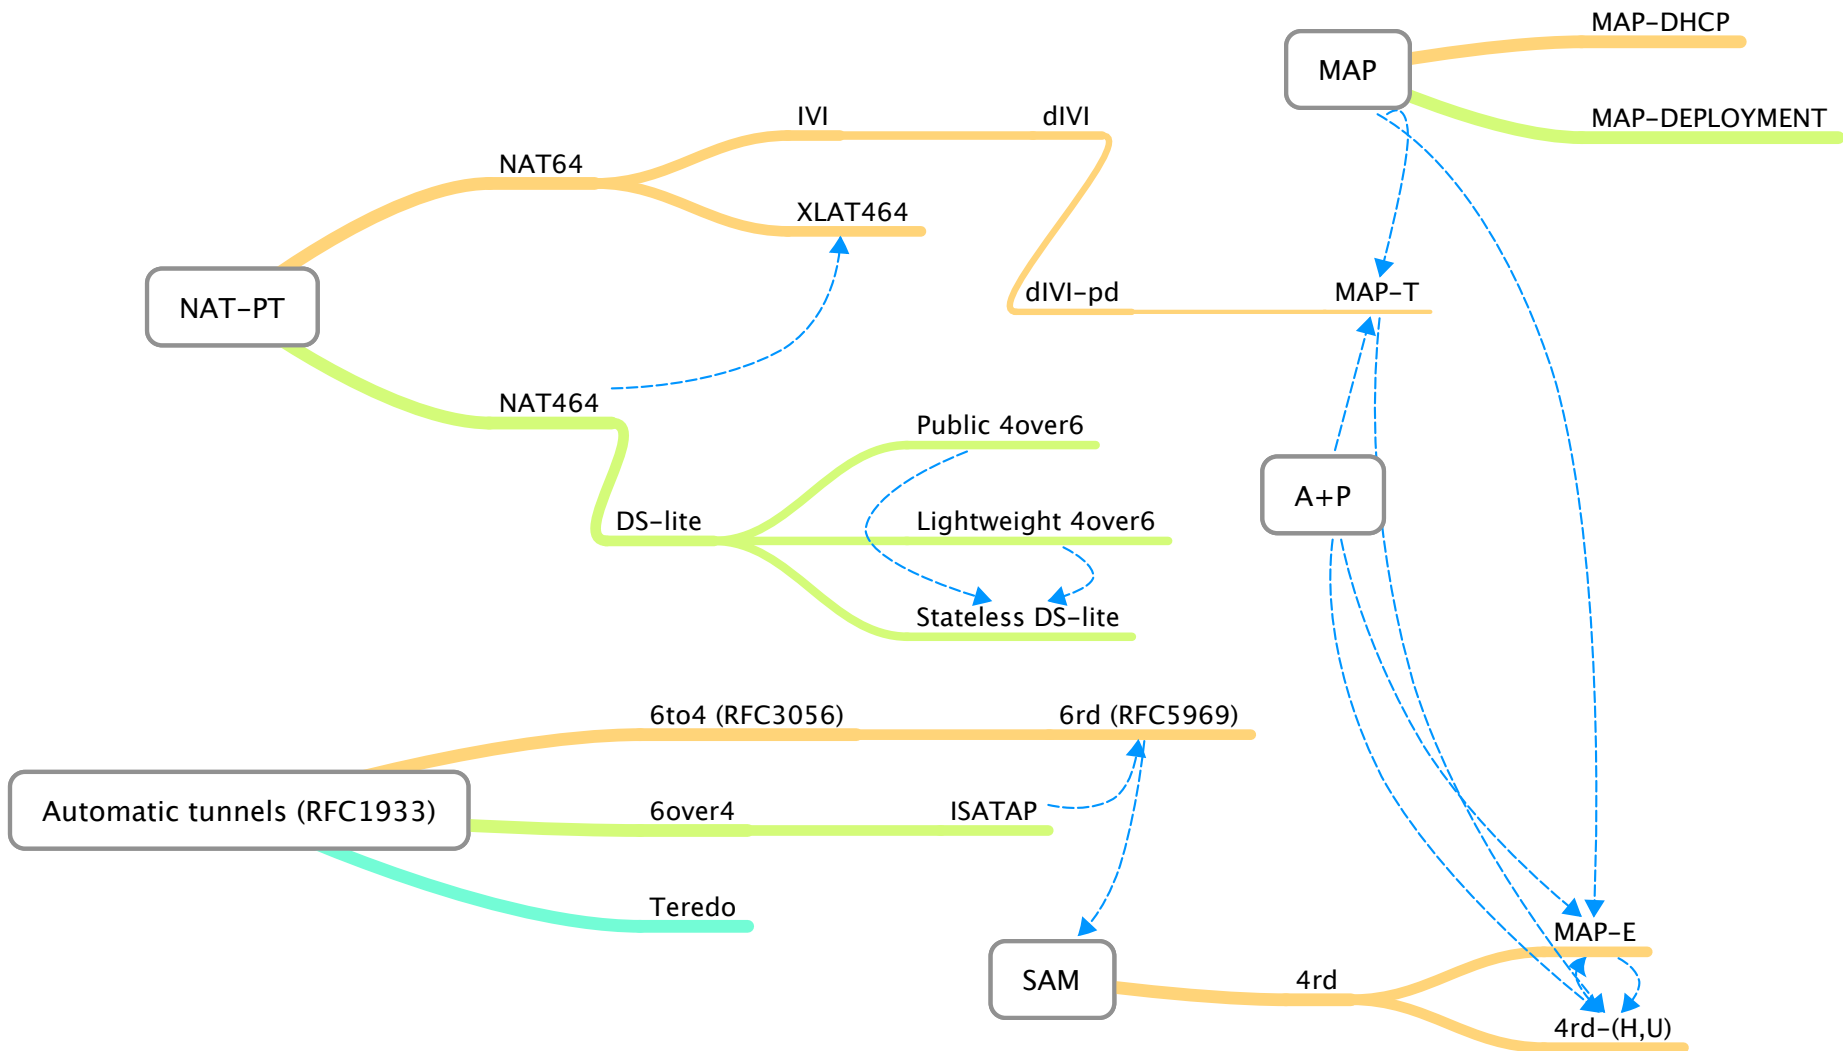 MAP-DHCP
MAP
MAP-DEPLOYMENT
IVI
dIVI
NAT64
XLAT464
NAT-PT
dIVI-pd
MAP-T
NAT464
Public 4over6
A+P
DS-lite
Lightweight 4over6
Stateless DS-lite
6to4 (RFC3056)
6rd (RFC5969)
Automatic tunnels (RFC1933)
6over4
ISATAP
Teredo
MAP-E
SAM
4rd
4rd-(H,U)